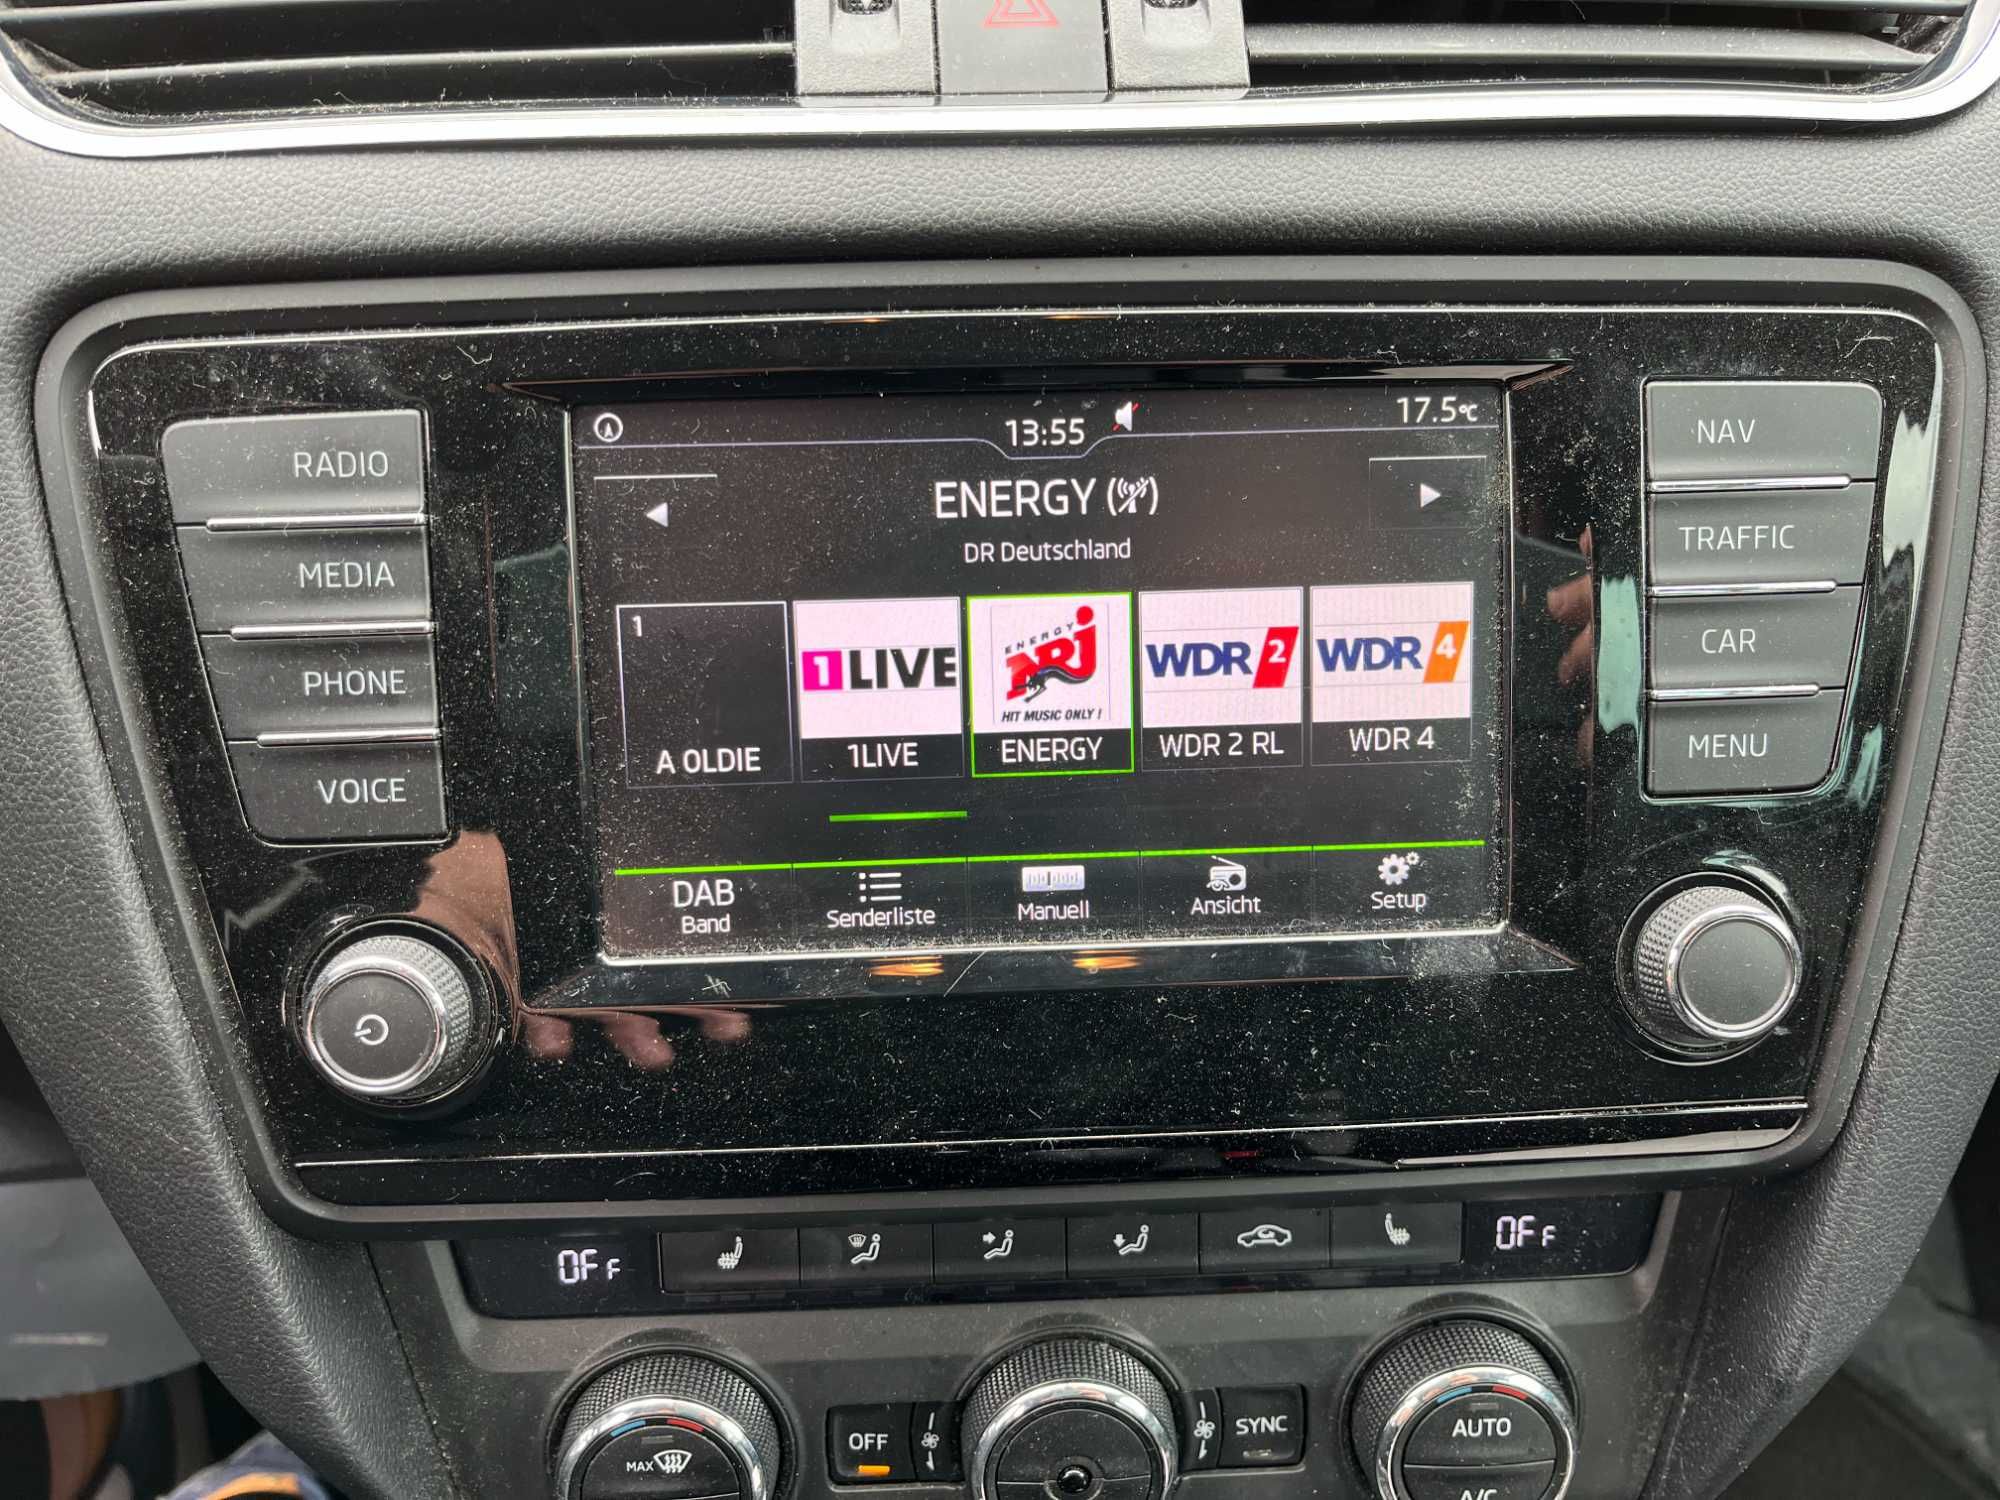 13:55
17.5°C
RADIO
MEDIA
PHONE
VOICE
ENERGY
DR Deutschland
1
A OLDIE
1LIVE
1LIVE
ENERGY
NRJ
HIT MUSIC ONLY !
ENERGY
WDR 2
WDR 2 RL
WDR 4
WDR 4
DAB
Band
Senderliste
Manuell
Ansicht
Setup
NAV
TRAFFIC
CAR
MENU
OFF
OFF
MAX
OFF
SYNC
AUTO
A/C